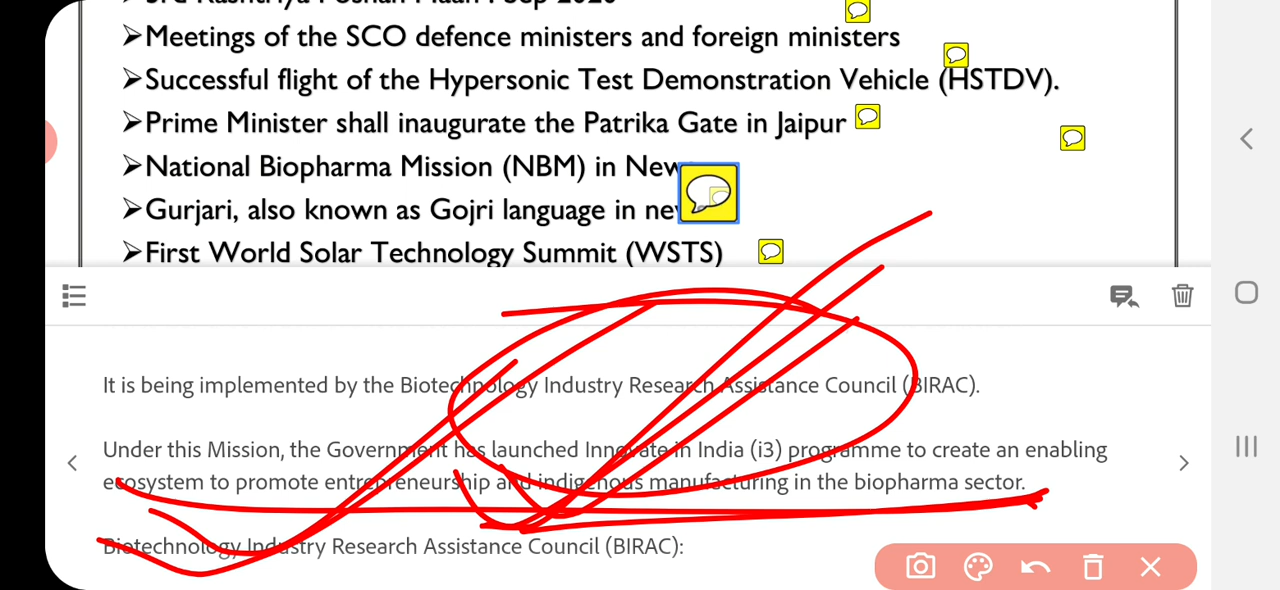 ➢Meetings of the SCO defence ministers and foreign ministers
➢Successful flight of the Hypersonic Test Demonstration Vehicle (HSTDV).
➢Prime Minister shall inaugurate the Patrika Gate in Jaipur
➢National Biopharma Mission (NBM) in New
➢Gurjari, also known as Gojri language in ne
➢First World Solar Technology Summit (WSTS)
It is being implemented by the Biotechnology Industry Research Assistance Council (BIRAC).
Under this Mission, the Government has launched Innovate in India (i3) programme to create an enabling
ecosystem to promote entrepreneurship and indigenous manufacturing in the biopharma sector.
Biotechnology Industry Research Assistance Council (BIRAC):